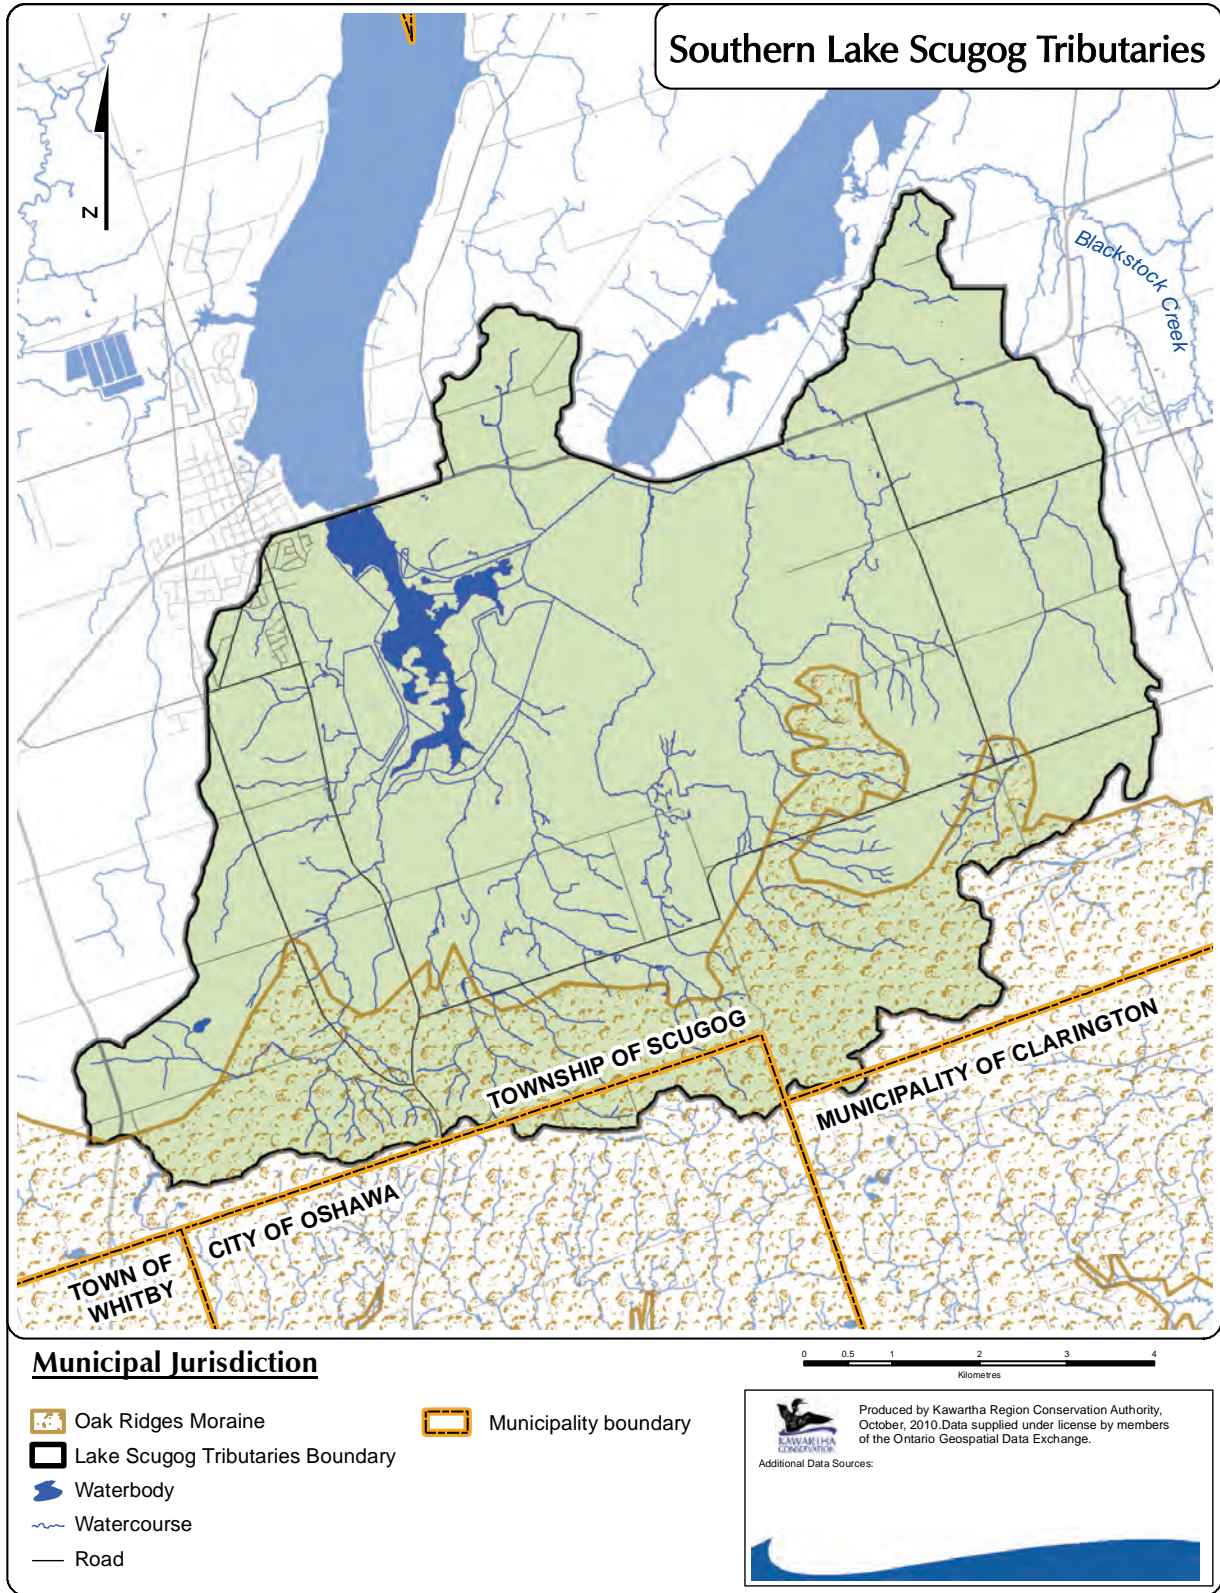 Southern Lake Scugog Tributaries
N
Blackstock Creek
TOWNSHIP OF SCUGOG
MUNICIPALITY OF CLARINGTON
CITY OF OSHAWA
TOWN OF
WHITBY
Municipal Jurisdiction
Oak Ridges Moraine
Lake Scugog Tributaries Boundary
Waterbody
Watercourse
Road
Municipality boundary
0 0.5 1 2 3 4
Kilometres
KAWARTHA
CONSERVATION
Produced by Kawartha Region Conservation Authority,
October, 2010.Data supplied under license by members
of the Ontario Geospatial Data Exchange.
Additional Data Sources: